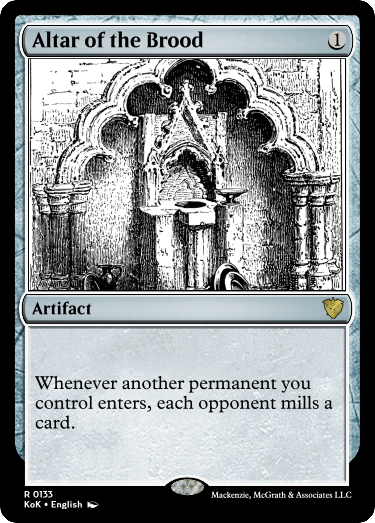 Altar of the Brood 1
Artifact
Whenever another permanent you
control enters, each opponent mills a
card.
R 0133
KoK • English
Mackenzie, McGrath & Associates LLC